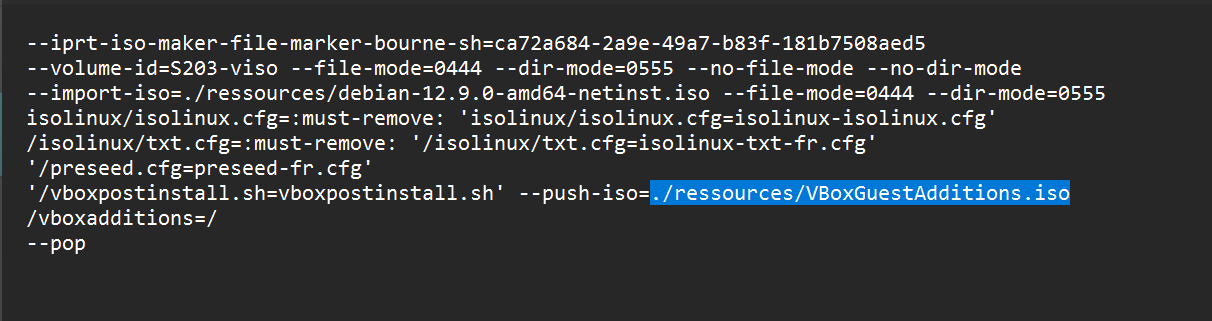 --iprt-iso-maker-file-marker-bourne-sh=ca72a684-2a9e-49a7-b83f-181b7508aed5
--volume-id=S203-viso --file-mode=0444 --dir-mode=0555 --no-file-mode --no-dir-mode
--import-iso=./ressources/debian-12.9.0-amd64-netinst.iso --file-mode=0444 --dir-mode=0555
isolinux/isolinux.cfg=:must-remove: 'isolinux/isolinux.cfg=isolinux-isolinux.cfg'
/isolinux/txt.cfg=:must-remove: '/isolinux/txt.cfg=isolinux-txt-fr.cfg'
'/preseed.cfg=preseed-fr.cfg'
'/vboxpostinstall.sh=vboxpostinstall.sh' --push-iso=./ressources/VBoxGuestAdditions.iso
/vboxadditions=/
--pop